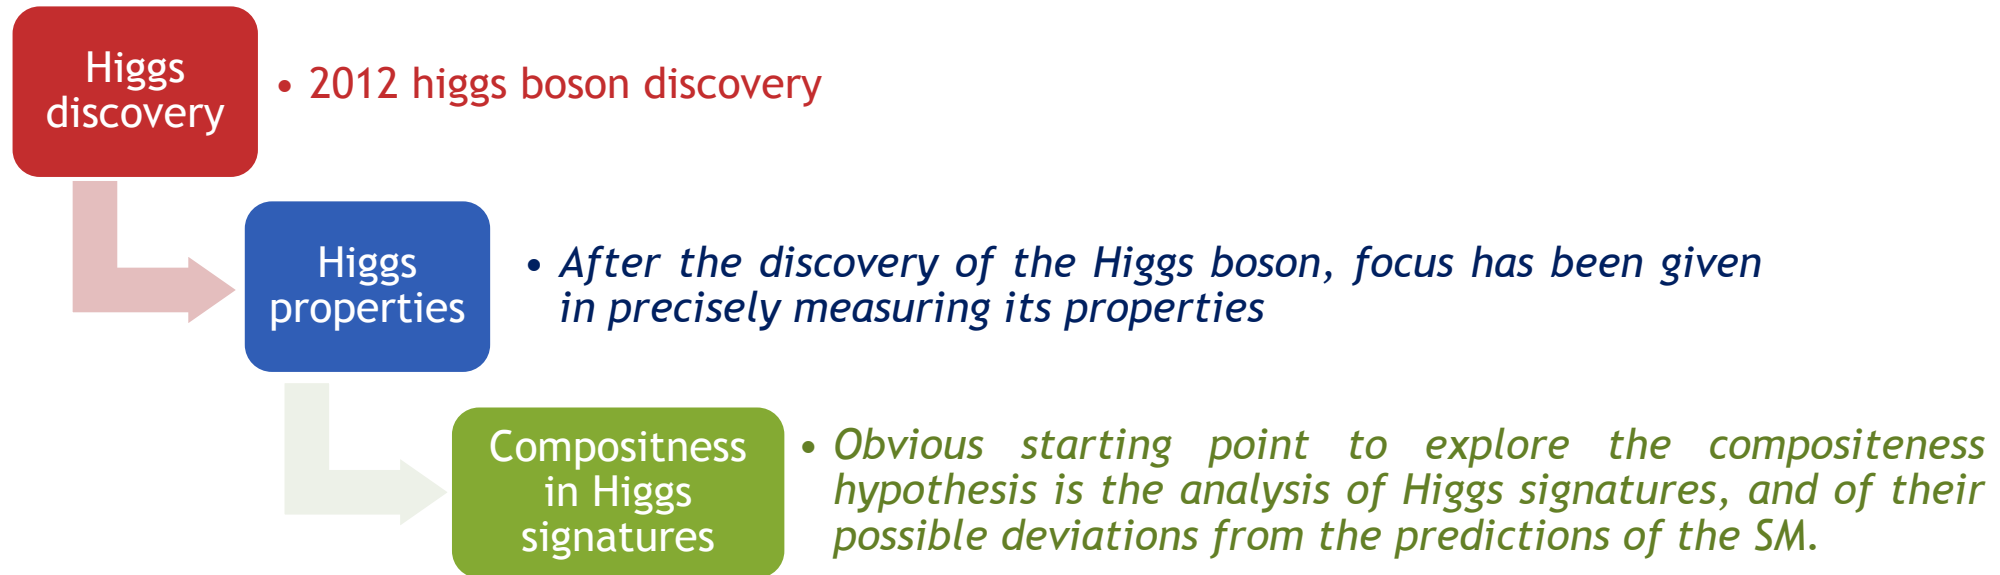 Higgs
discovery
• 2012 higgs boson discovery
Higgs
properties
• After the discovery of the Higgs boson, focus has been given
in precisely measuring its properties
Compositness
in Higgs
signatures
• Obvious starting point to explore the compositeness
hypothesis is the analysis of Higgs signatures, and of their
possible deviations from the predictions of the SM.